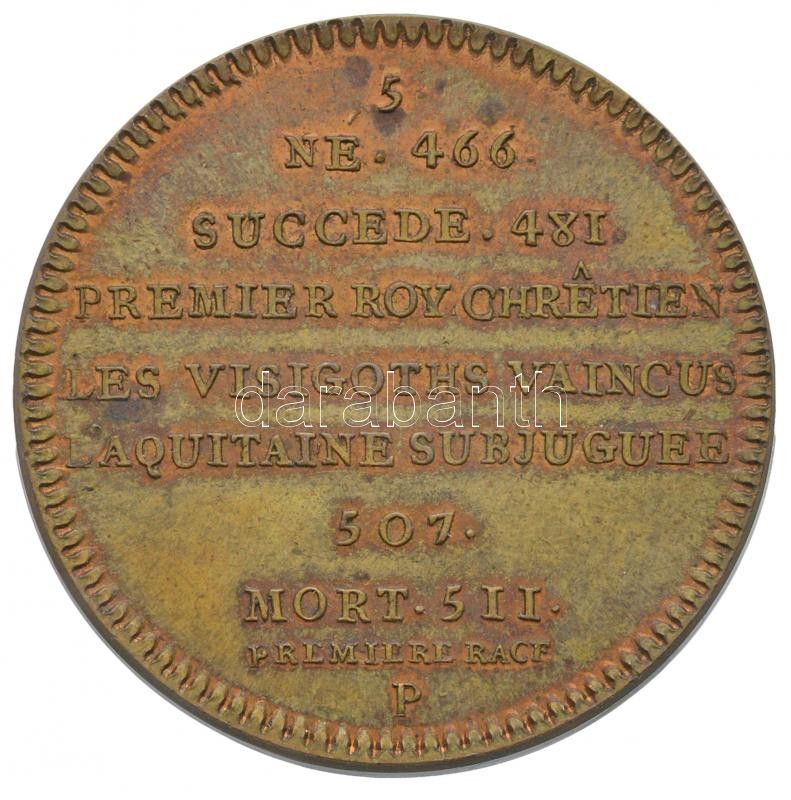 5
NÉ · 466 ·
SUCCEDE · 481
PREMIER ROY CHRÊTIEN
LES VISIGOTHS VAINCUS
darabanth
L'AQUITAINE SUBJUGUEE
507 ·
MORT · 511 ·
PREMIERE RACE
P